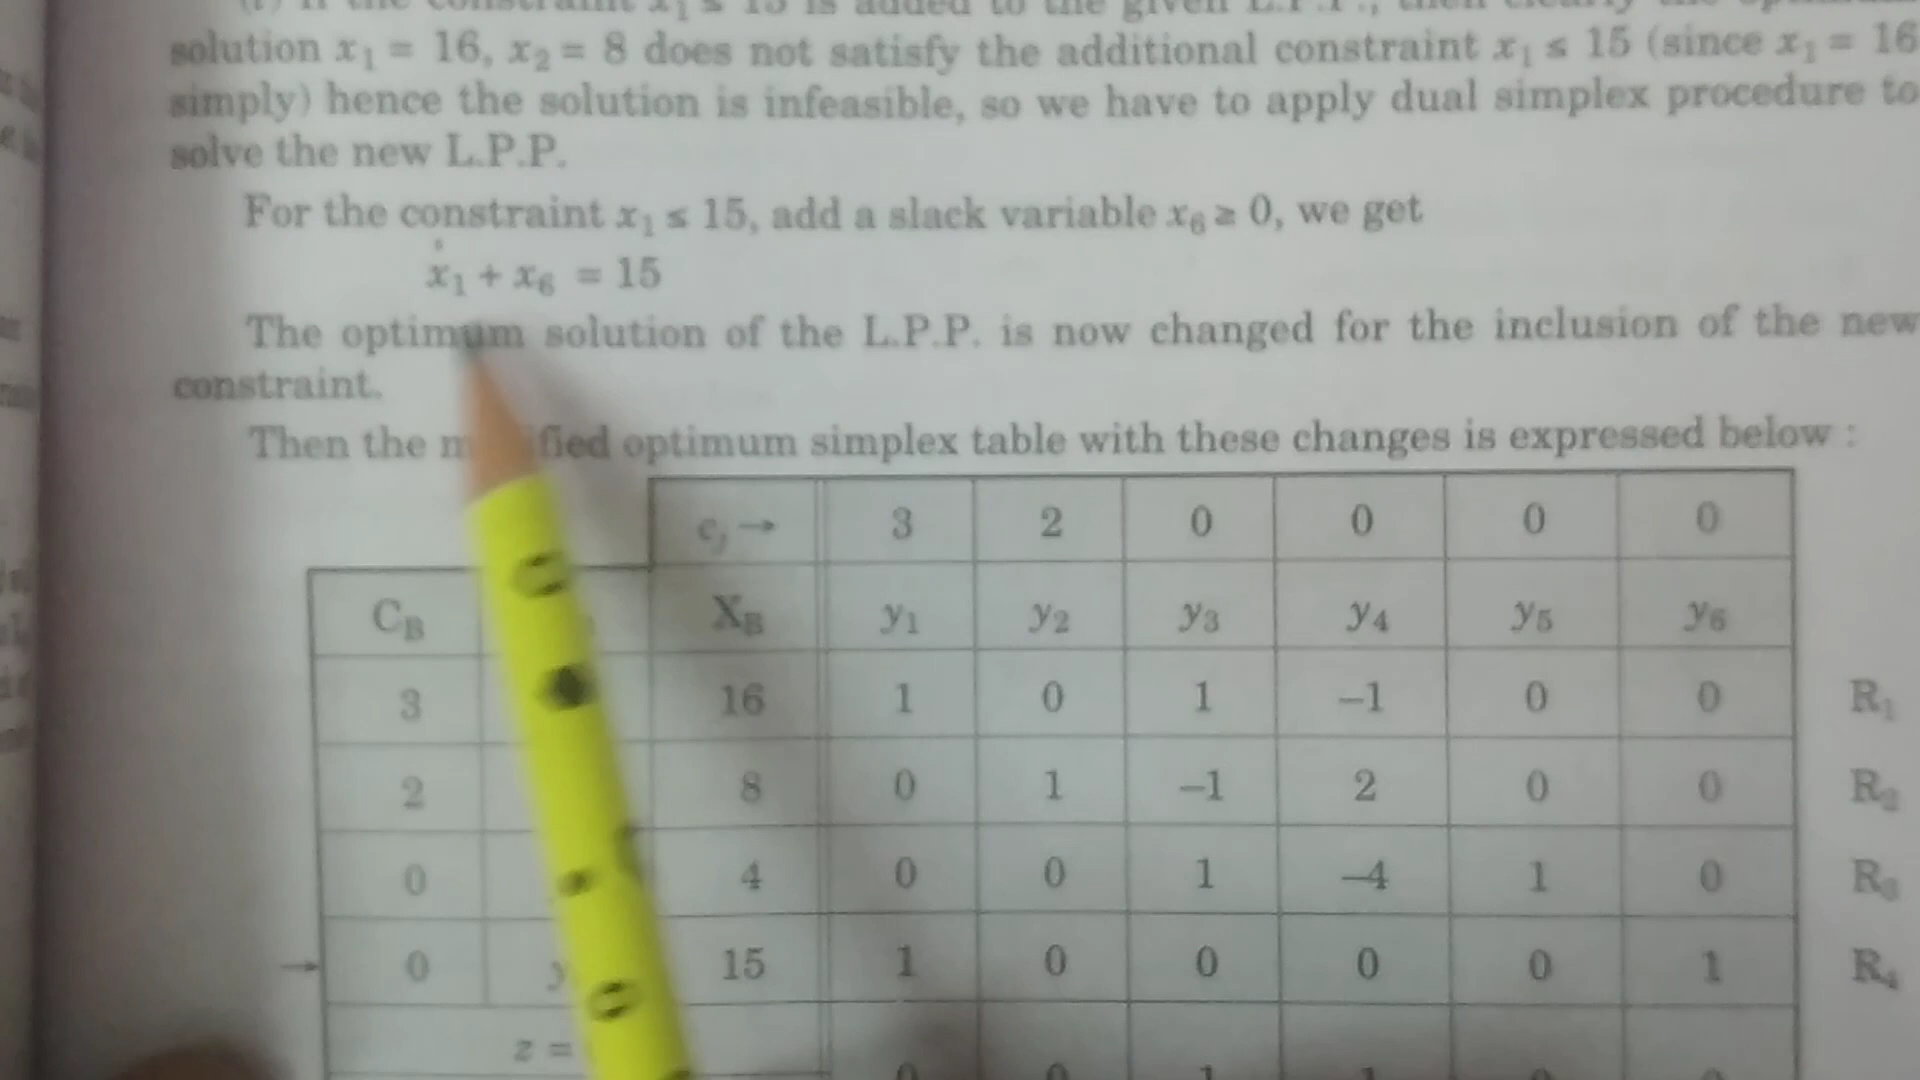 solution x₁ = 16, x₂ = 8 does not satisfy the additional constraint x₁ ≤ 15 (since x₁ = 16
simply) hence the solution is infeasible, so we have to apply dual simplex procedure to
solve the new L.P.P.
For the constraint x₁ ≤ 15, add a slack variable x₆ ≥ 0, we get
x₁ + x₆ = 15
The optimum solution of the L.P.P. is now changed for the inclusion of the new
constraint.
Then the optimum simplex table with these changes is expressed below :
cⱼ → 3 2 0 0 0 0
C_B X_B y₁ y₂ y₃ y₄ y₅ y₆
3 16 1 0 1 –1 0 0 R₁
2 8 0 1 –1 2 0 0 R₂
0 4 0 0 1 –4 1 0 R₃
→ 0 15 1 0 0 0 0 1 R₄
z =